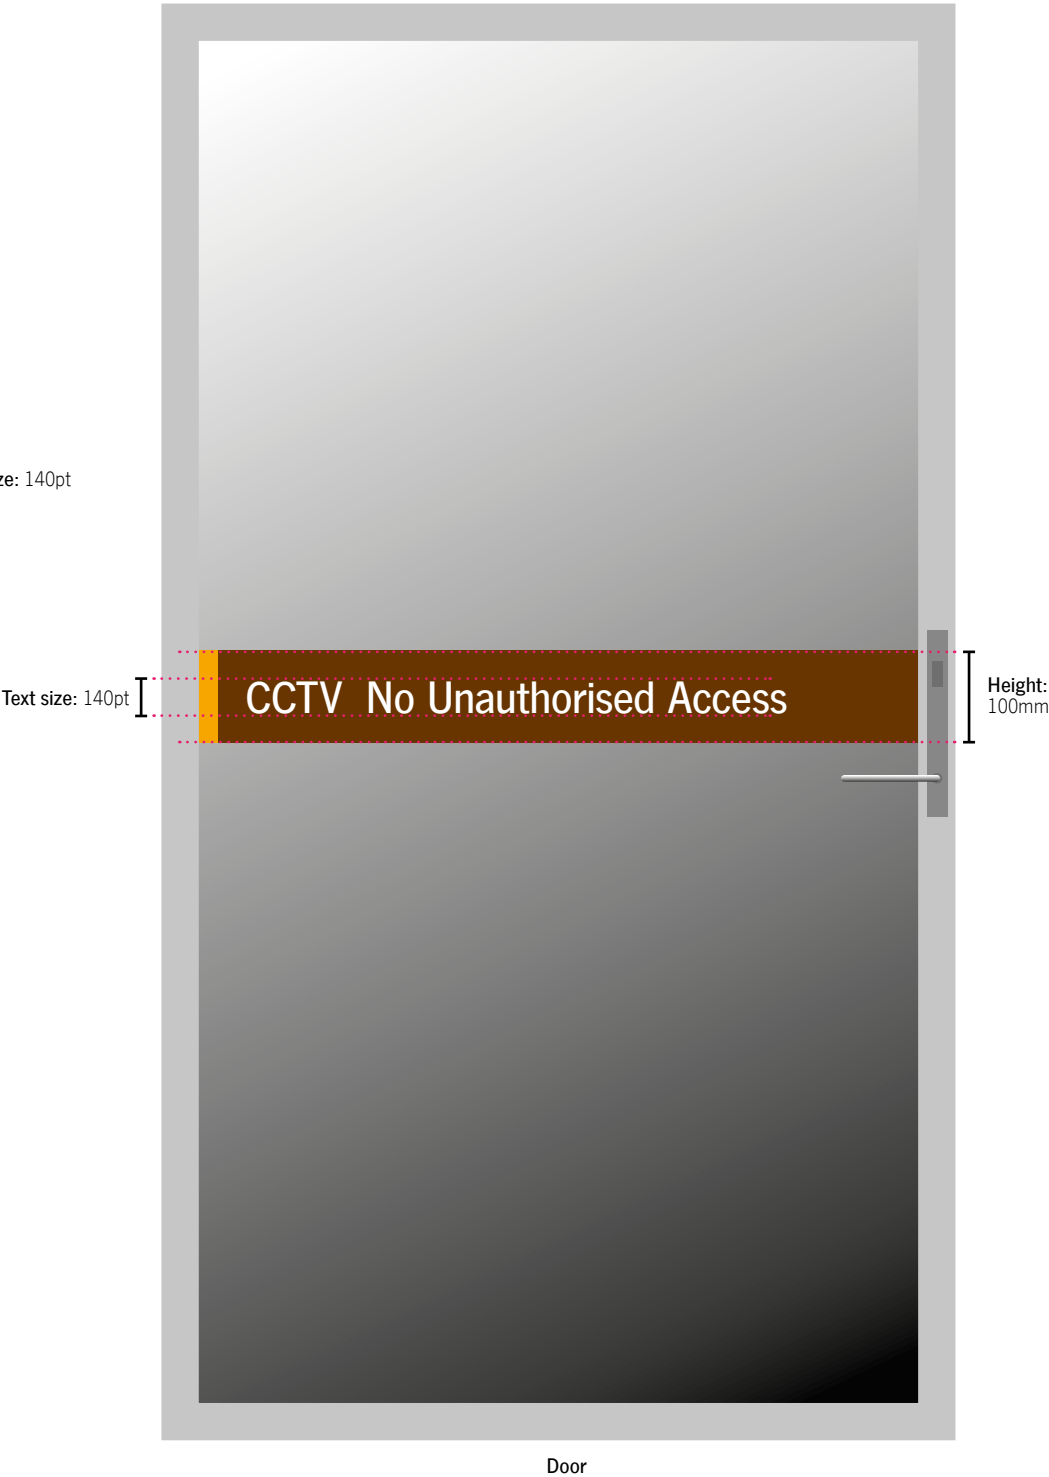 ze: 140pt
Text size: 140pt
CCTV  No Unauthorised Access
Height:
100mm
Door